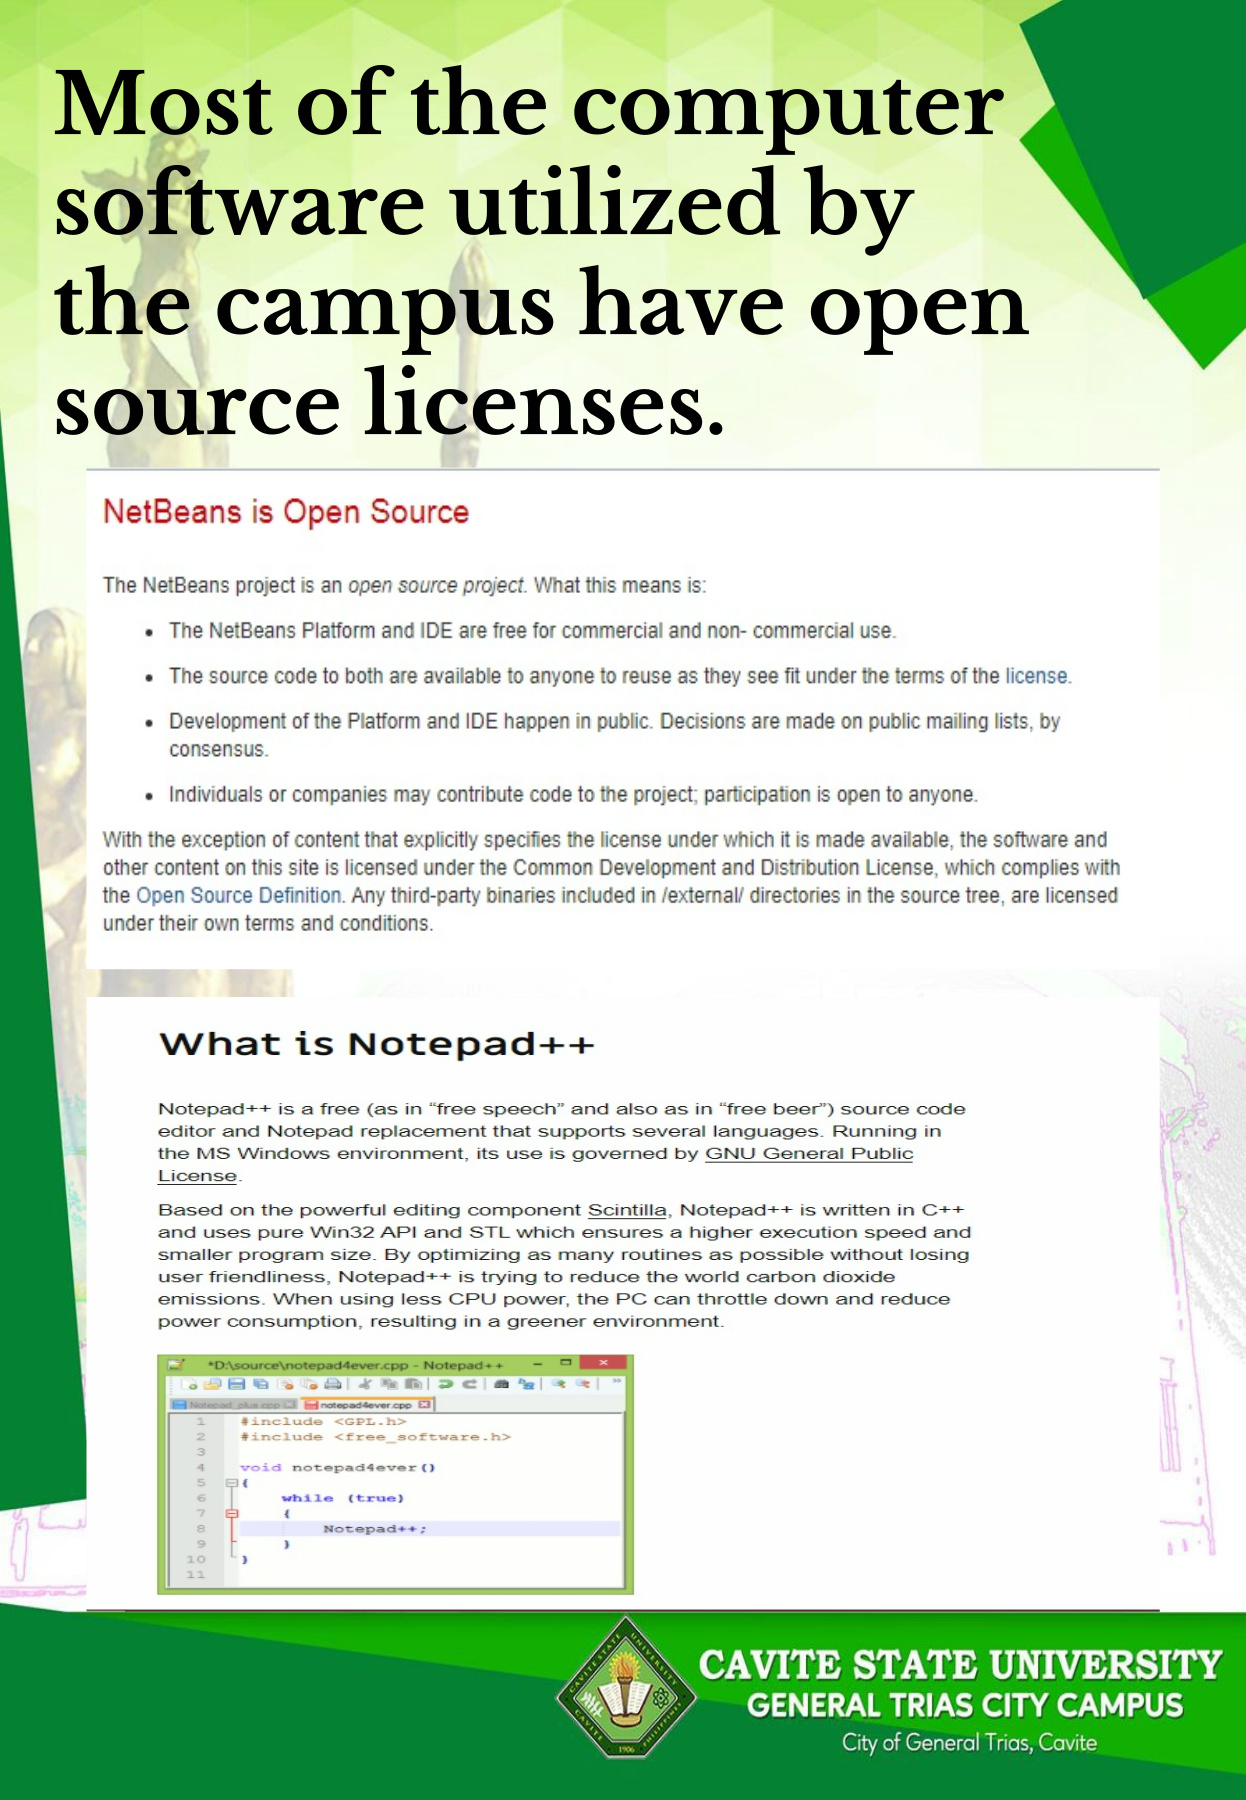 Most of the computer
software utilized by
the campus have open
source licenses.
NetBeans is Open Source
The NetBeans project is an open source project. What this means is:
• The NetBeans Platform and IDE are free for commercial and non- commercial use.
• The source code to both are available to anyone to reuse as they see fit under the terms of the license.
• Development of the Platform and IDE happen in public. Decisions are made on public mailing lists, by
consensus.
• Individuals or companies may contribute code to the project; participation is open to anyone.
With the exception of content that explicitly specifies the license under which it is made available, the software and
other content on this site is licensed under the Common Development and Distribution License, which complies with
the Open Source Definition. Any third-party binaries included in /external/ directories in the source tree, are licensed
under their own terms and conditions.
What is Notepad++
Notepad++ is a free (as in “free speech” and also as in “free beer”) source code
editor and Notepad replacement that supports several languages. Running in
the MS Windows environment, its use is governed by GNU General Public
License.
Based on the powerful editing component Scintilla, Notepad++ is written in C++
and uses pure Win32 API and STL which ensures a higher execution speed and
smaller program size. By optimizing as many routines as possible without losing
user friendliness, Notepad++ is trying to reduce the world carbon dioxide
emissions. When using less CPU power, the PC can throttle down and reduce
power consumption, resulting in a greener environment.
*D:\source\notepad4ever.cpp - Notepad++
Notepad_plus.cpp notepad4ever.cpp
1 #include <GPL.h>
2 #include <free_software.h>
3
4 void notepad4ever()
5 {
6 while (true)
7 {
8 Notepad++;
9 }
10 }
11
CAVITE STATE UNIVERSITY
CAVITE PHILIPPINES
1906
CAVITE STATE UNIVERSITY
GENERAL TRIAS CITY CAMPUS
City of General Trias, Cavite